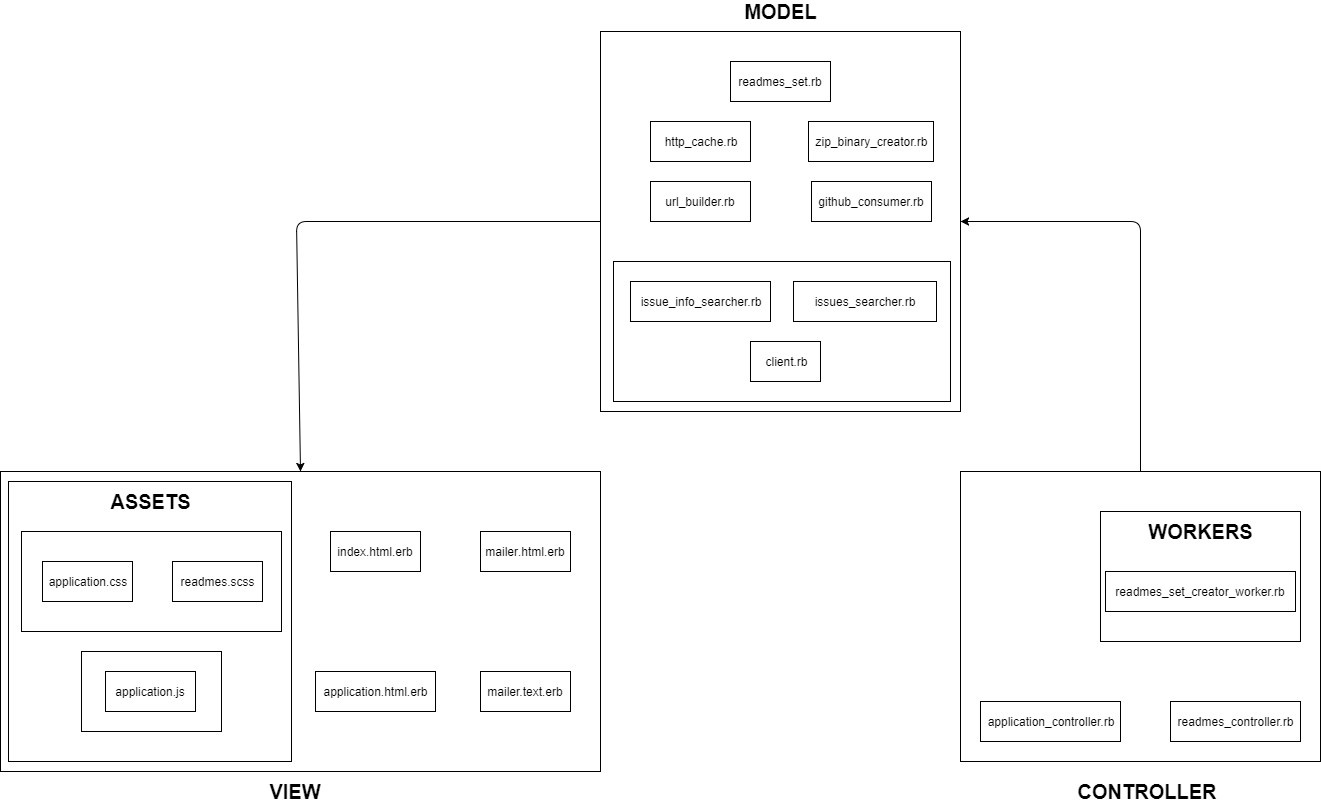 MODEL
readmes_set.rb
http_cache.rb
zip_binary_creator.rb
url_builder.rb
github_consumer.rb
issue_info_searcher.rb
issues_searcher.rb
client.rb
ASSETS
application.css
readmes.scss
application.js
index.html.erb
mailer.html.erb
application.html.erb
mailer.text.erb
VIEW
WORKERS
readmes_set_creator_worker.rb
application_controller.rb
readmes_controller.rb
CONTROLLER